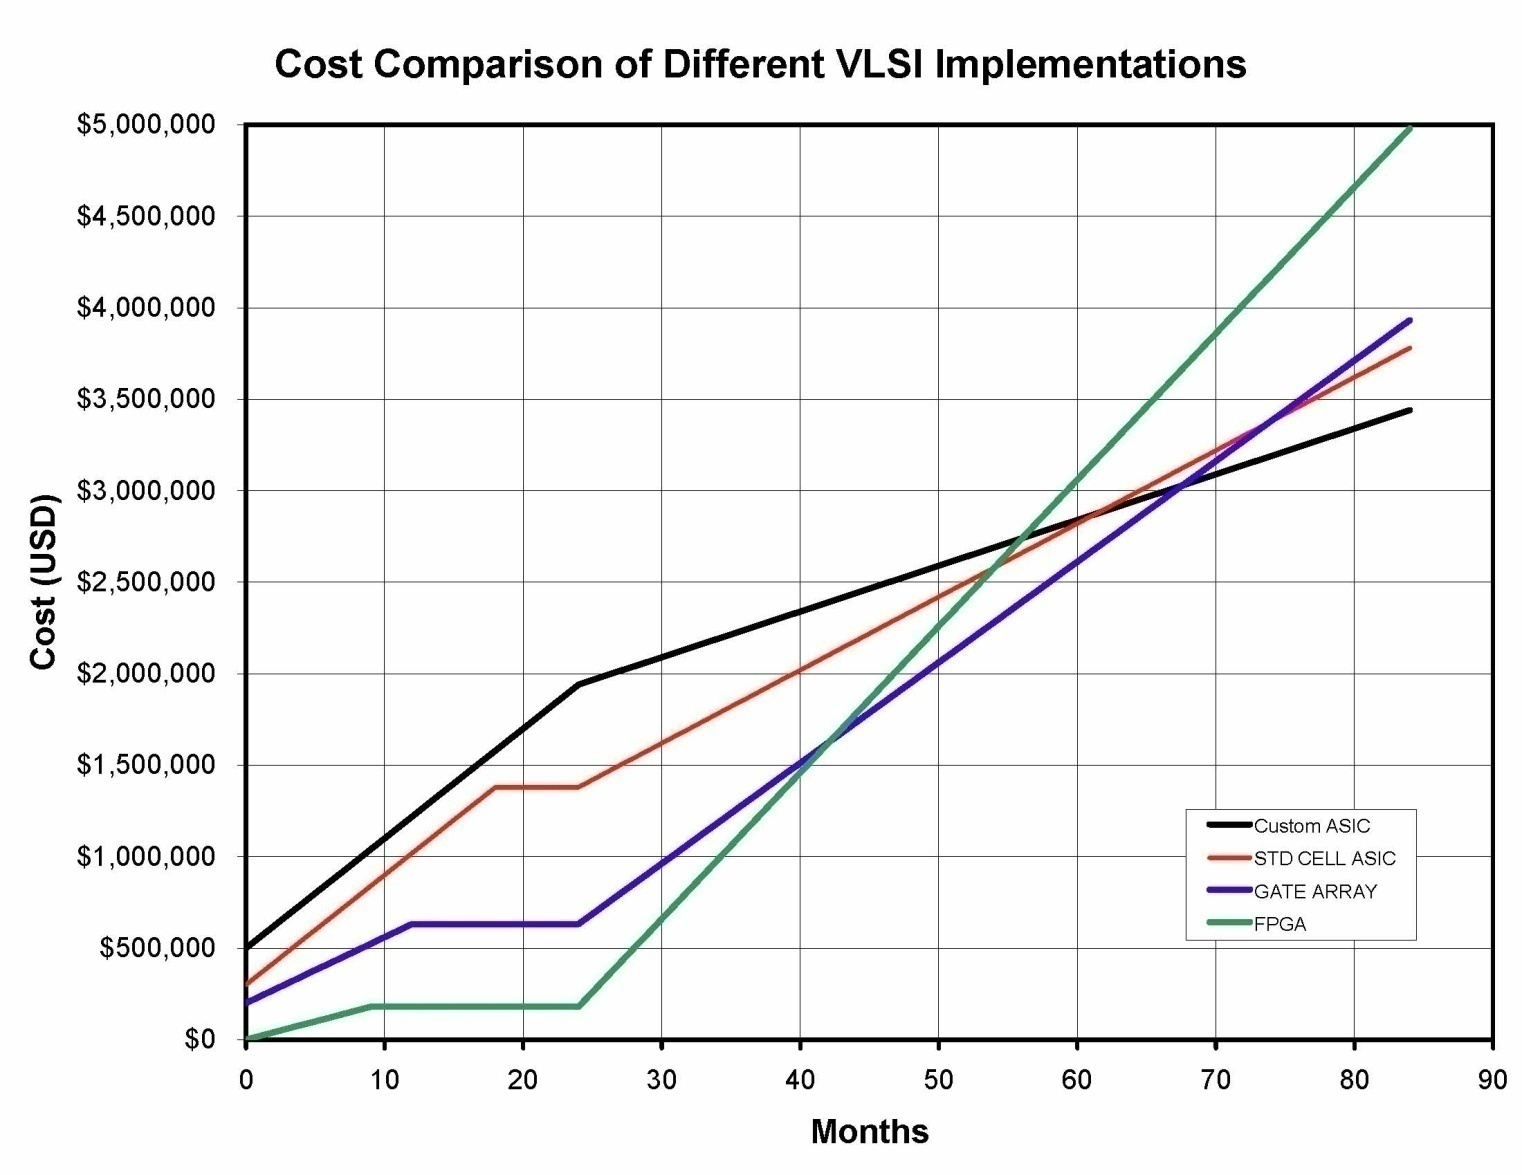 Cost Comparison of Different VLSI Implementations
$5,000,000
$4,500,000
$4,000,000
$3,500,000
$3,000,000
$2,500,000
$2,000,000
$1,500,000
$1,000,000
$500,000
$0
Cost (USD)
Custom ASIC
STD CELL ASIC
GATE ARRAY
FPGA
0 10 20 30 40 50 60 70 80 90
Months